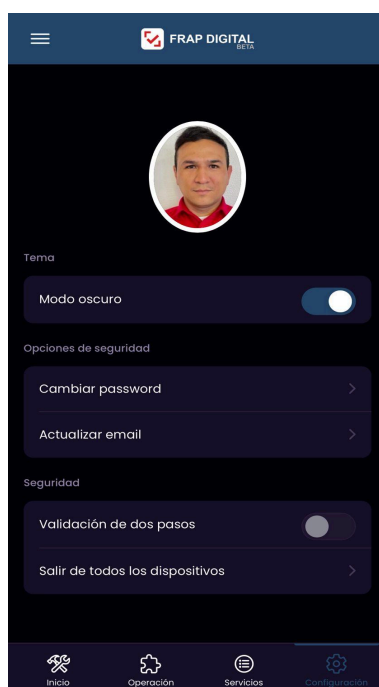 FRAP DIGITAL
BETA
Tema
Modo oscuro
Opciones de seguridad
Cambiar password
Actualizar email
Seguridad
Validación de dos pasos
Salir de todos los dispositivos
Inicio
Operación
Servicios
Configuración